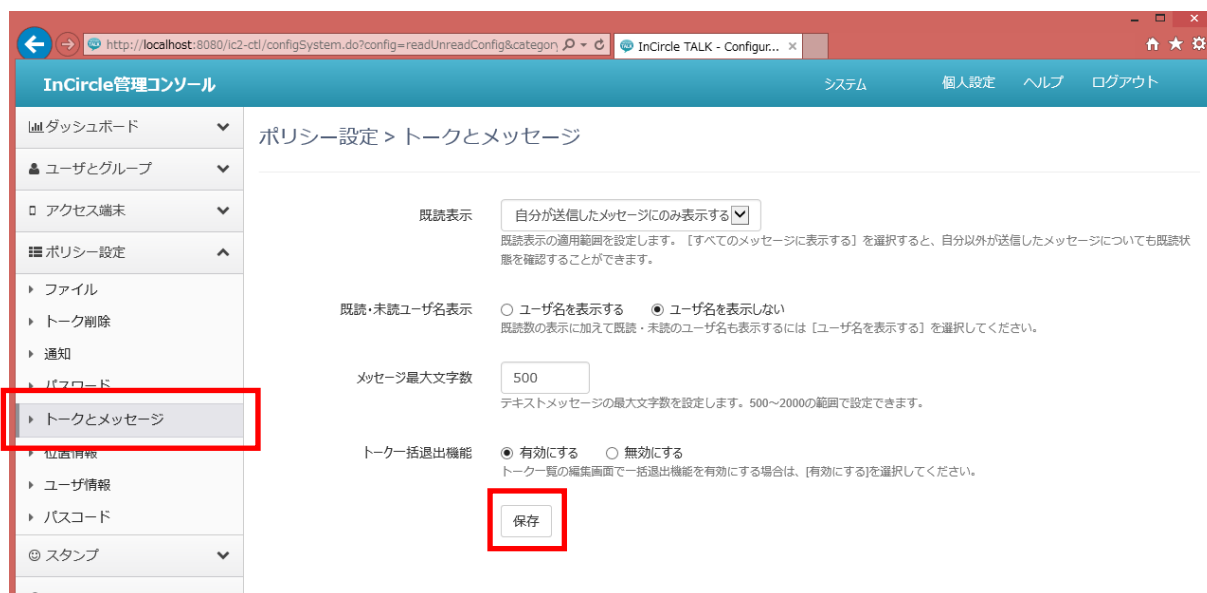 http://localhost:8080/ic2-ctl/configSystem.do?config=readUnreadConfig&category
InCircle TALK - Configur...
InCircle管理コンソール
システム
個人設定
ヘルプ
ログアウト
ダッシュボード
ユーザとグループ
アクセス端末
ポリシー設定
ファイル
トーク削除
通知
パスワード
トークとメッセージ
位置情報
ユーザ情報
パスコード
スタンプ
ポリシー設定 > トークとメッセージ
既読表示
自分が送信したメッセージにのみ表示する
既読表示の適用範囲を設定します。［すべてのメッセージに表示する］を選択すると、自分以外が送信したメッセージについても既読状
態を確認することができます。
既読・未読ユーザ名表示
ユーザ名を表示する
ユーザ名を表示しない
既読数の表示に加えて既読・未読のユーザ名も表示するには［ユーザ名を表示する］を選択してください。
メッセージ最大文字数
500
テキストメッセージの最大文字数を設定します。500～2000の範囲で設定できます。
トーク一括退出機能
有効にする
無効にする
トーク一覧の編集画面で一括退出機能を有効にする場合は、[有効にする]を選択してください。
保存